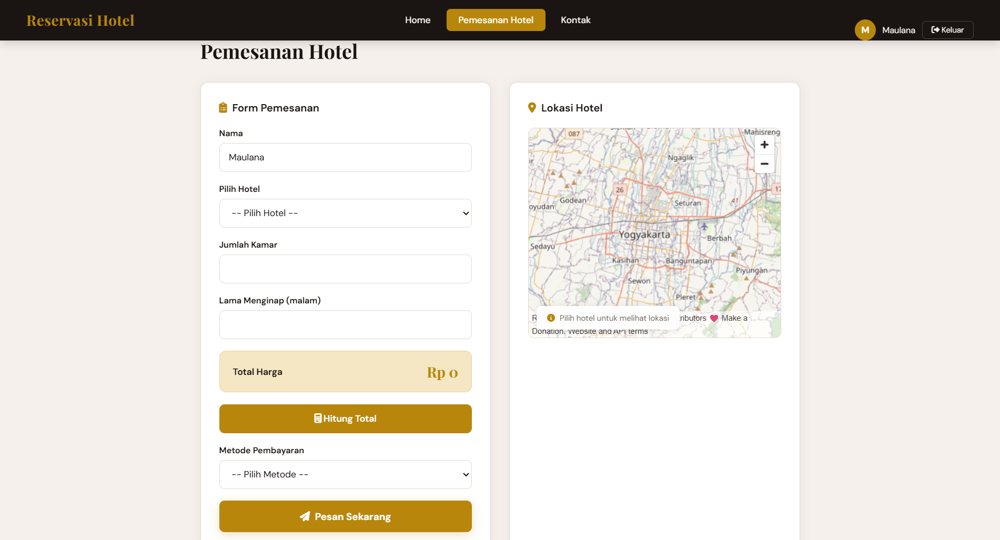 Reservasi Hotel
Home
Pemesanan Hotel
Kontak
M
Maulana
Keluar
Pemesanan Hotel
Form Pemesanan
Nama
Maulana
Pilih Hotel
-- Pilih Hotel --
Jumlah Kamar
Lama Menginap (malam)
Total Harga
Rp 0
Hitung Total
Metode Pembayaran
-- Pilih Metode --
Pesan Sekarang
Lokasi Hotel
087
Manisreng
Ngaglik
26
17
Godean
Seturan
41
oyudan
Yogyakarta
Berbah
Sedayu
Kasihan
Banguntapan
Piyungan
Sewon
Pleret
Pilih hotel untuk melihat lokasi
ributors
Make a
Donation. Website and API terms